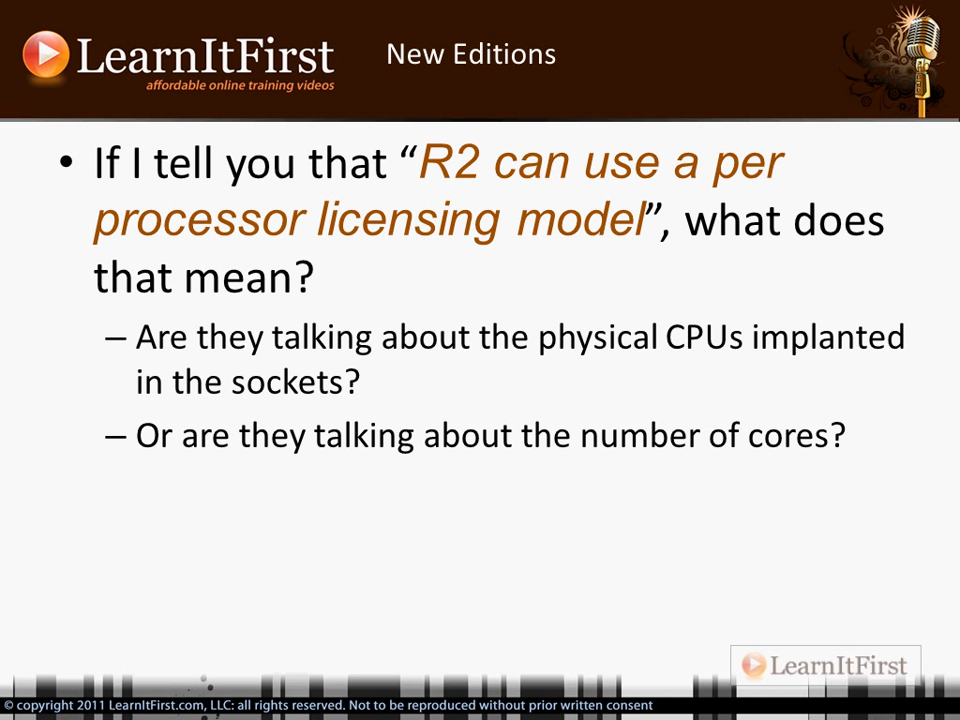 LearnItFirst
affordable online training videos
New Editions
• If I tell you that “R2 can use a per
processor licensing model”, what does
that mean?
– Are they talking about the physical CPUs implanted
in the sockets?
– Or are they talking about the number of cores?
LearnItFirst
© copyright 2011 LearnItFirst.com, LLC: all rights reserved. Not to be reproduced without prior written consent